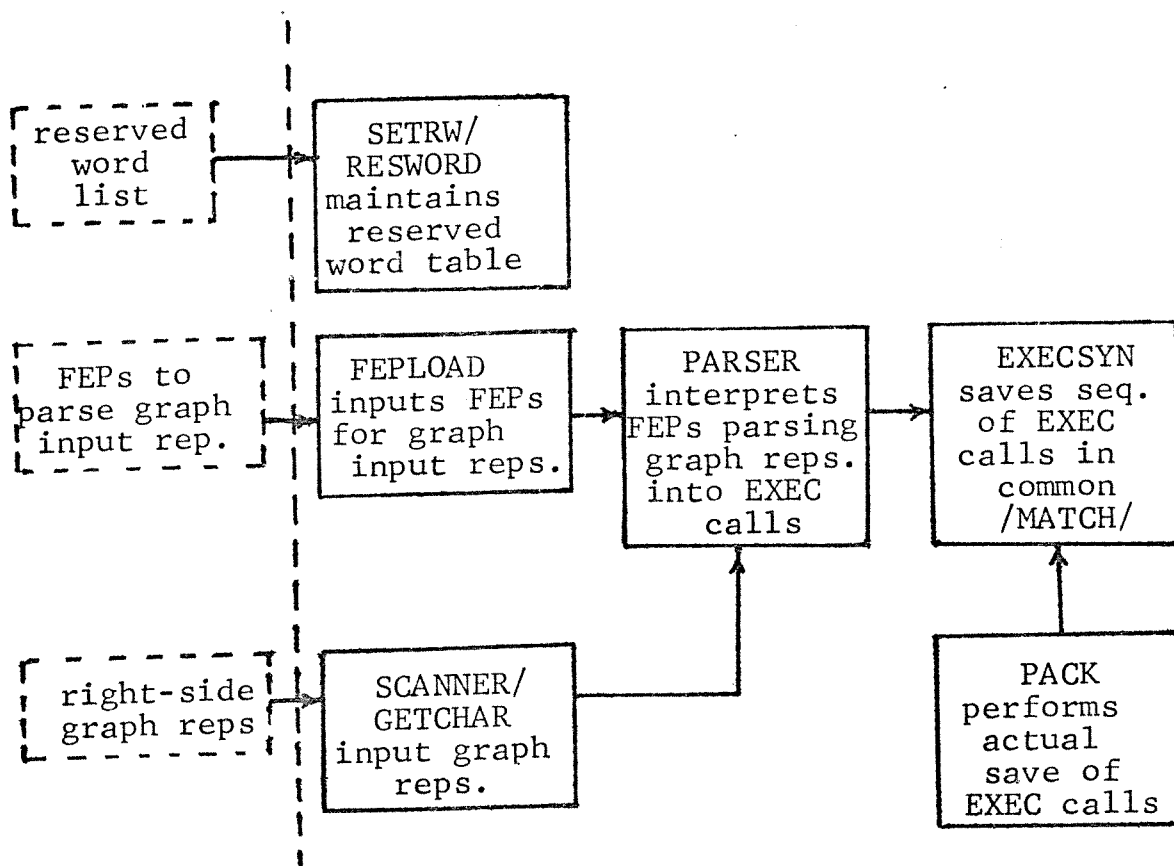 reserved
word
list
SETRW/
RESWORD
maintains
reserved
word table
FEPs to
parse graph
input rep.
FEPLOAD
inputs FEPs
for graph
input reps.
PARSER
interprets
FEPs parsing
graph reps.
into EXEC
calls
EXECSYN
saves seq.
of EXEC
calls in
common
/MATCH/
right-side
graph reps
SCANNER/
GETCHAR
input graph
reps.
PACK
performs
actual
save of
EXEC calls